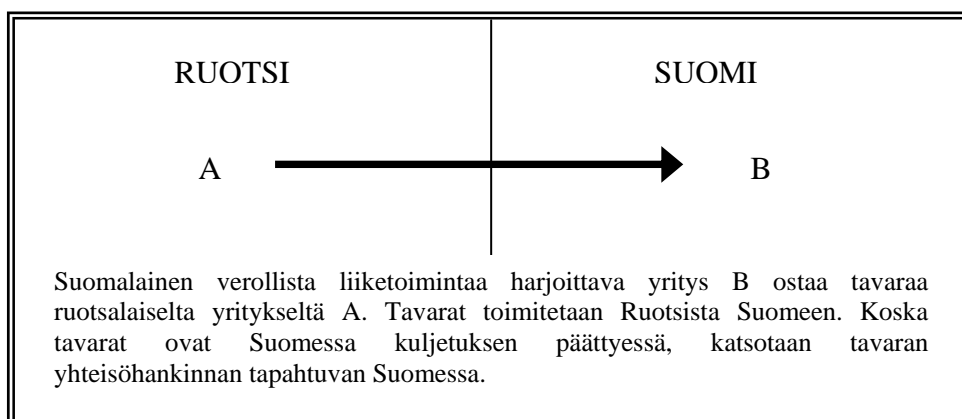 RUOTSI SUOMI
A B
Suomalainen verollista liiketoimintaa harjoittava yritys B ostaa tavaraa
ruotsalaiselta yritykseltä A. Tavarat toimitetaan Ruotsista Suomeen. Koska
tavarat ovat Suomessa kuljetuksen päättyessä, katsotaan tavaran
yhteisöhankinnan tapahtuvan Suomessa.